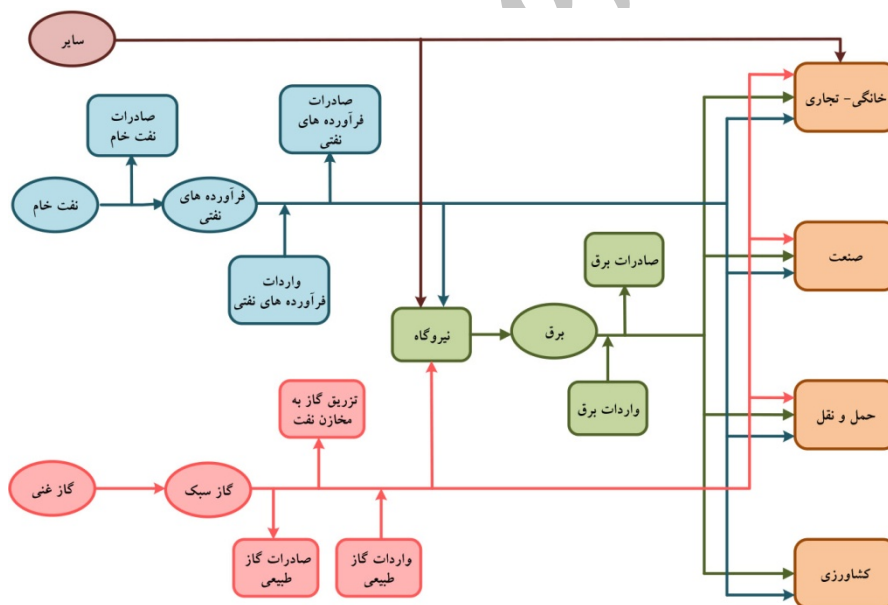 سایر
خانگی- تجاری
صادرات
نفت خام
صادرات
فرآورده های
نفتی
نفت خام
فرآورده های
نفتی
واردات
فرآورده های نفتی
صنعت
صادرات برق
نیروگاه
برق
واردات برق
حمل و نقل
تزریق گاز به
مخازن نفت
گاز غنی
گاز سبک
صادرات گاز
طبیعی
واردات گاز
طبیعی
کشاورزی